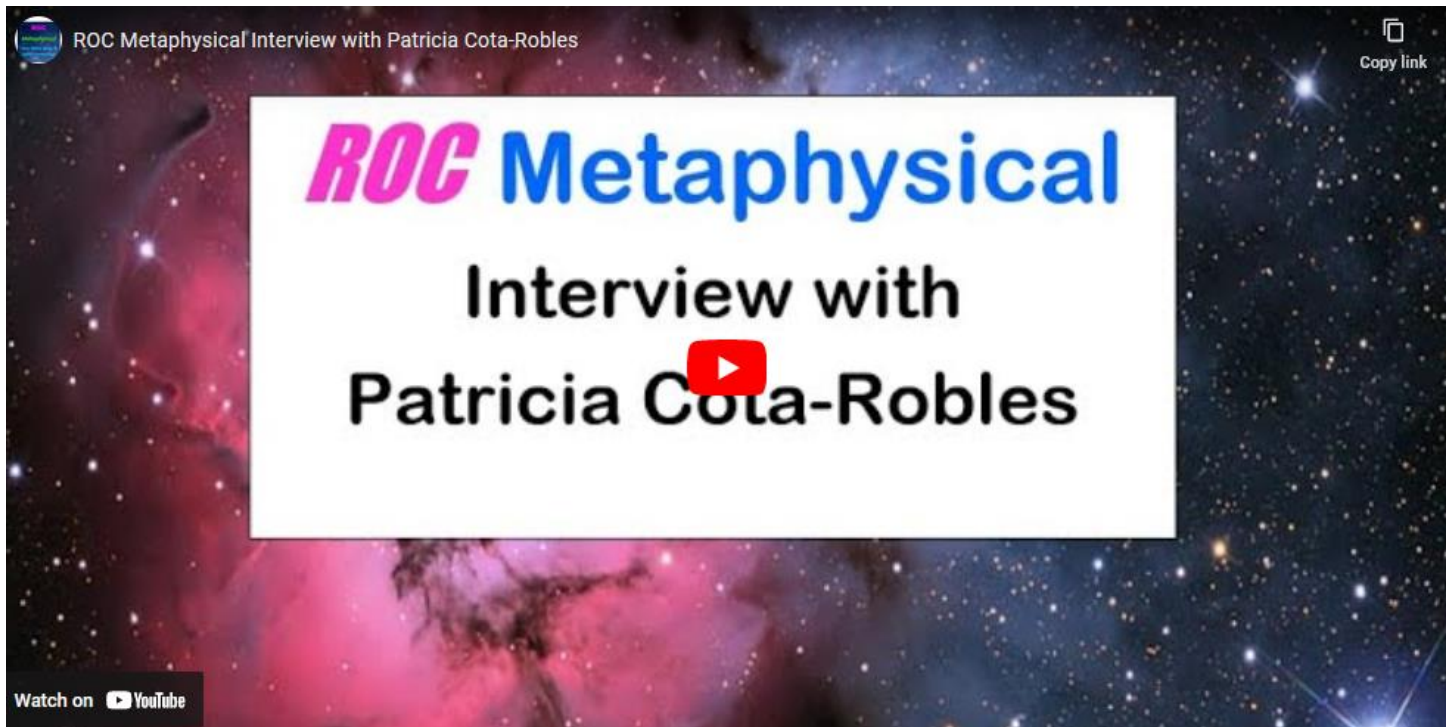 ROC Metaphysical Interview with Patricia Cota-Robles
Copy link
ROC Metaphysical
Interview with
Patricia Cota-Robles
Watch on YouTube